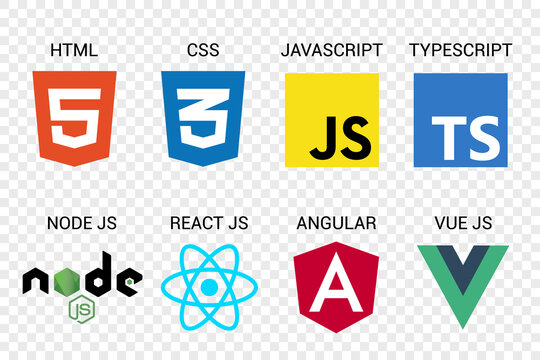 HTML CSS JAVASCRIPT TYPESCRIPT
5 3 JS TS
NODE JS REACT JS ANGULAR VUE JS
node A
JS